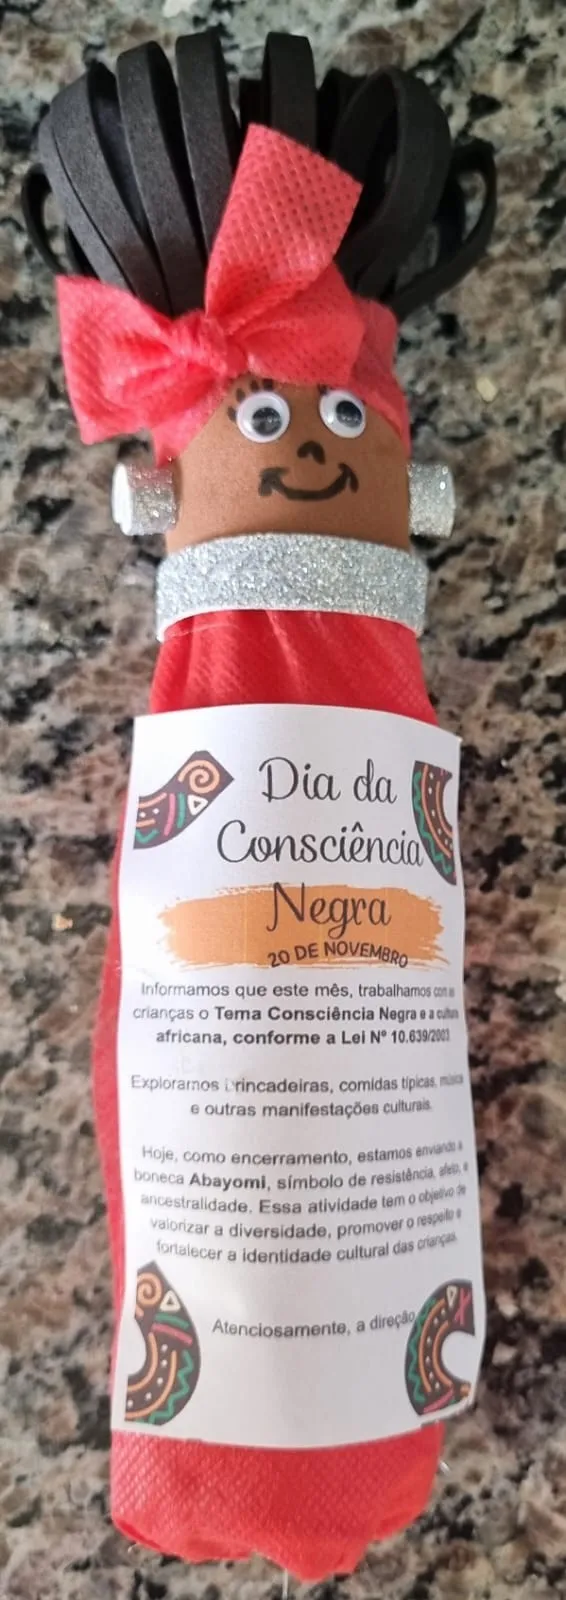 Dia da
Consciência
Negra
20 DE NOVEMBRO
Informamos que este mês, trabalhamos com as
crianças o Tema Consciência Negra e a cultura
africana, conforme a Lei Nº 10.639/2003
Exploramos brincadeiras, comidas típicas, música
e outras manifestações culturais.
Hoje, como encerramento, estamos enviando a
boneca Abayomi, símbolo de resistência, afeto, e
ancestralidade. Essa atividade tem o objetivo de
valorizar a diversidade, promover o respeito e
fortalecer a identidade cultural das crianças.
Atenciosamente, a direção